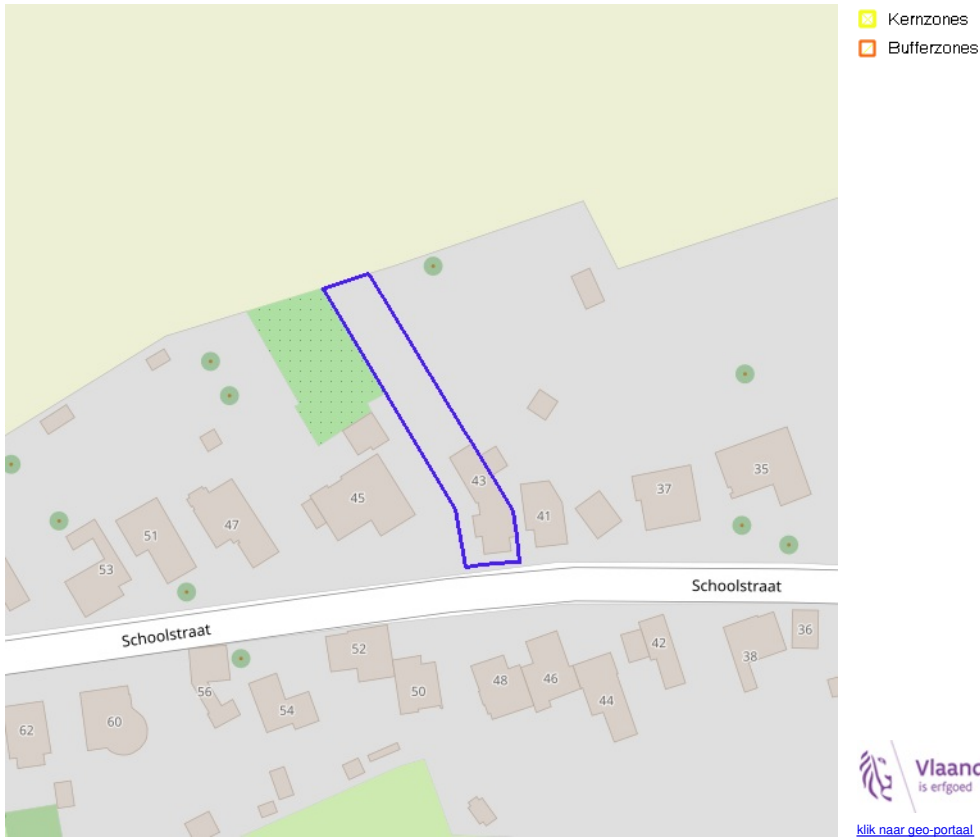 Kernzones
Bufferzones
35
37
43
45
41
47
51
53
Schoolstraat
Schoolstraat
36
42
52
38
56
48
46
50
44
54
60
62
Vlaand
is erfgoed
klik naar geo-portaal